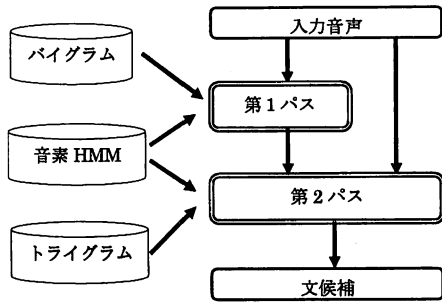 入力音声
バイグラム
第1パス
音素 HMM
第2パス
トライグラム
文候補